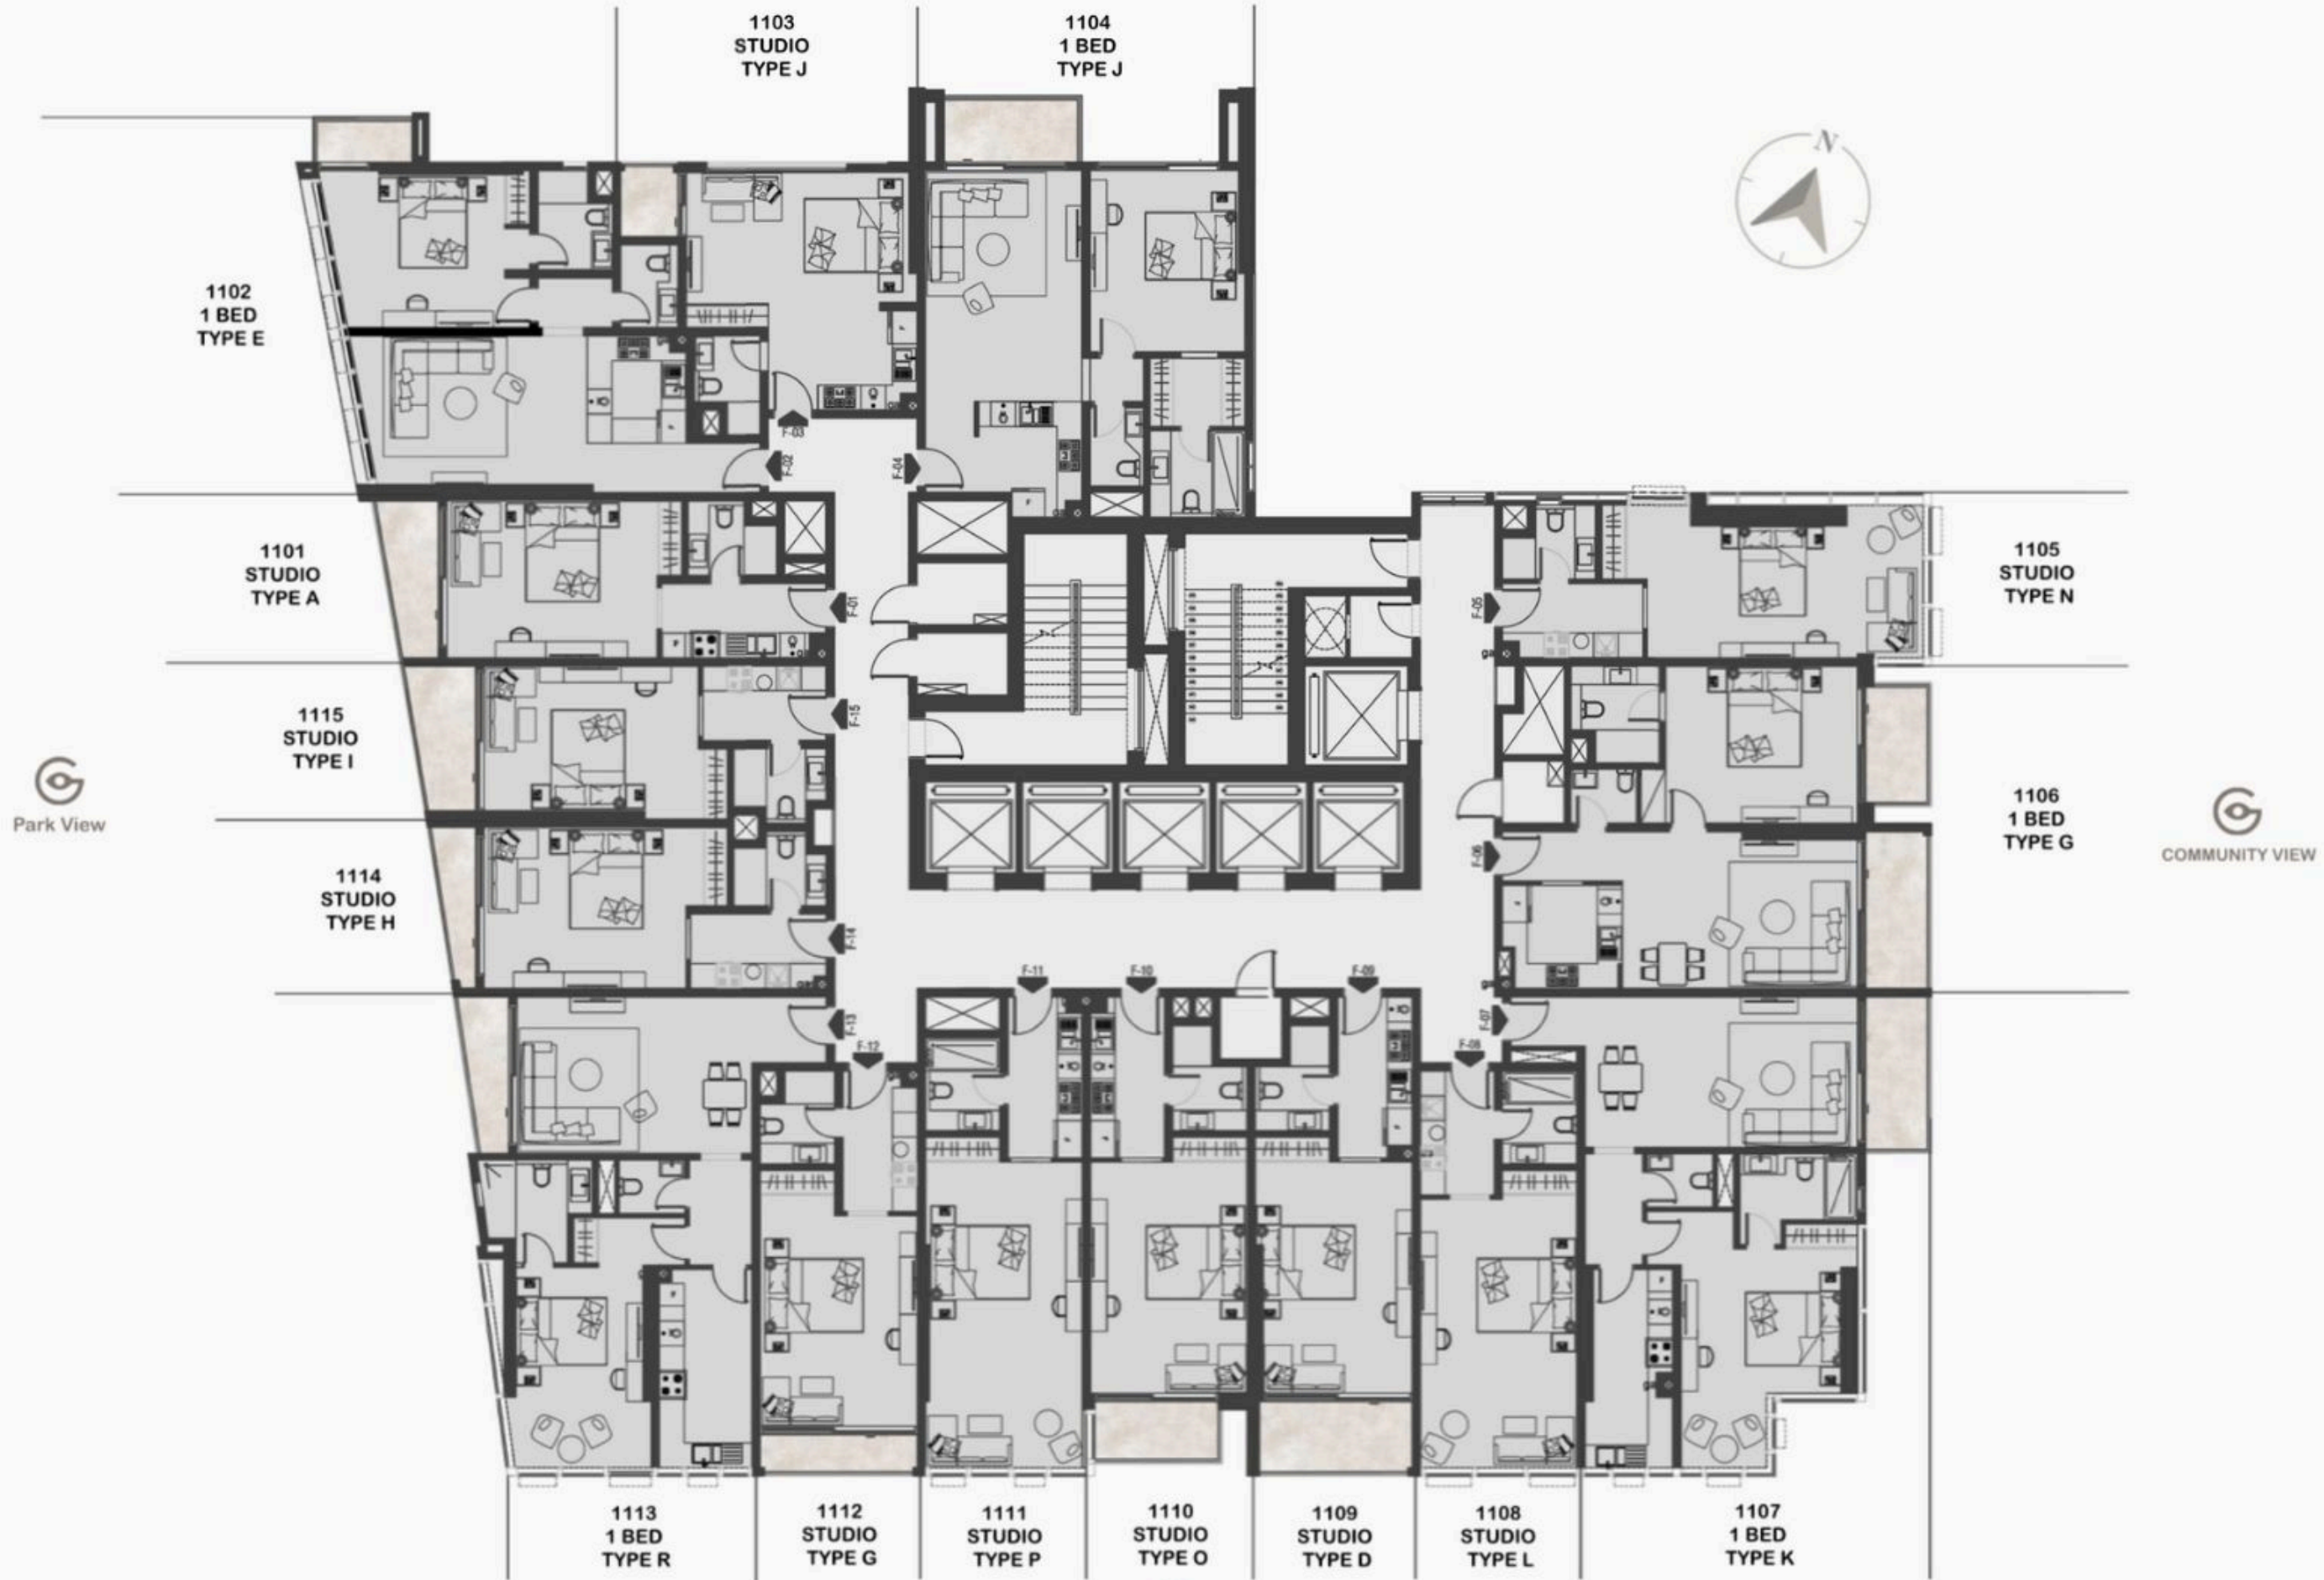 1103
STUDIO
TYPE J
1104
1 BED
TYPE J
N
1102
1 BED
TYPE E
F-03
F-02
F-04
1101
STUDIO
TYPE A
F-01
F-05
1105
STUDIO
TYPE N
1115
STUDIO
TYPE I
F-15
Park View
1106
1 BED
TYPE G
COMMUNITY VIEW
F-06
1114
STUDIO
TYPE H
F-14
F-11
F-10
F-09
F-13
F-12
F-07
F-08
1113
1 BED
TYPE R
1112
STUDIO
TYPE G
1111
STUDIO
TYPE P
1110
STUDIO
TYPE O
1109
STUDIO
TYPE D
1108
STUDIO
TYPE L
1107
1 BED
TYPE K